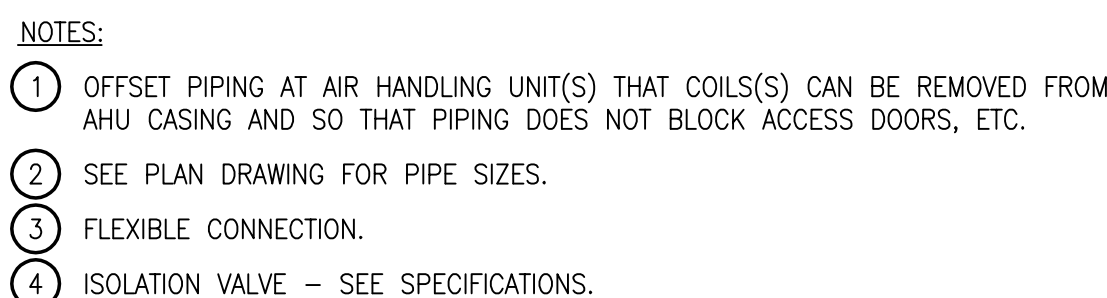 NOTES:
1 OFFSET PIPING AT AIR HANDLING UNIT(S) THAT COILS(S) CAN BE REMOVED FROM
AHU CASING AND SO THAT PIPING DOES NOT BLOCK ACCESS DOORS, ETC.
2 SEE PLAN DRAWING FOR PIPE SIZES.
3 FLEXIBLE CONNECTION.
4 ISOLATION VALVE – SEE SPECIFICATIONS.